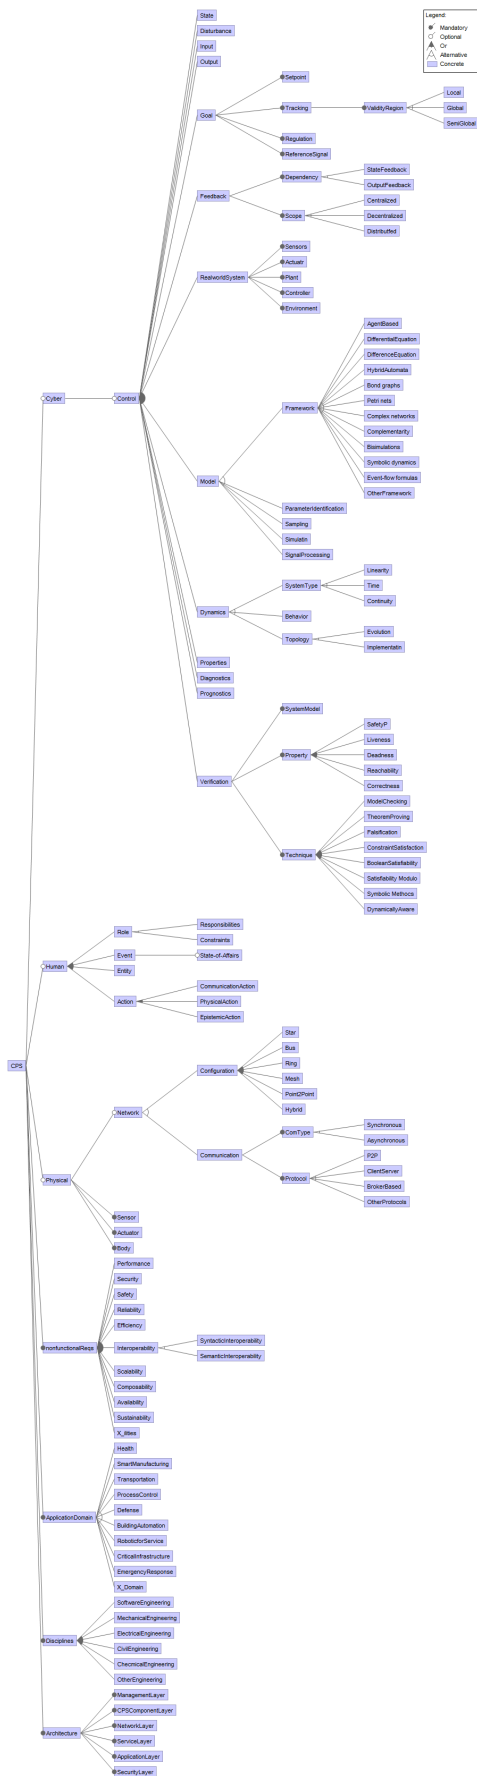 Legend:
Mandatory
Optional
Or
Alternative
Concrete
State
Disturbance
Input
Output
Goal
Setpoint
Tracking
ValidityRegion
Local
Global
SemiGlobal
Regulation
ReferenceSignal
Feedback
Dependency
StateFeedback
OutputFeedback
Scope
Centralized
Decentralized
Distributfed
RealworldSystem
Sensors
Actuatr
Plant
Controller
Environment
Cyber
Control
Model
Framework
AgentBased
DifferentialEquation
DifferenceEquation
HybridAutomata
Bond graphs
Petri nets
Complex networks
Complementarity
Bisimulations
Symbolic dynamics
Event-flow formulas
OtherFramework
ParameterIdentification
Sampling
Simulatin
SignalProcessing
Dynamics
SystemType
Linearity
Time
Continuity
Behavior
Topology
Evolution
Implementatin
Properties
Diagnostics
Prognostics
Verification
SystemModel
Property
SafetyP
Liveness
Deadness
Reachability
Correctness
Technique
ModelChecking
TheoremProving
Falsification
ConstraintSatisfaction
BooleanSatisfiability
Satisfiability Modulo
Symbolic Methods
DynamicallyAware
CPS
Human
Role
Responsibilities
Constraints
Event
State-of-Affairs
Entity
Action
CommunicationAction
PhysicalAction
EpistemicAction
Physical
Network
Configuration
Star
Bus
Ring
Mesh
Point2Point
Hybrid
Communication
ComType
Synchronous
Asynchronous
Protocol
P2P
ClientServer
BrokerBased
OtherProtocols
Sensor
Actuator
Body
nonfunctionalReqs
Performance
Security
Safety
Reliability
Efficiency
Interoperability
SyntacticInteroperability
SemanticInteroperability
Scalability
Composability
Availability
Sustainability
X_ilities
ApplicationDomain
Health
SmartManufacturing
Transportation
ProcessControl
Defense
BuildingAutomation
RoboticforService
CriticalInfrastructure
EmergencyResponse
X_Domain
Disciplines
SoftwareEngineering
MechanicalEngineering
ElectricalEngineering
CivilEngineering
ChecmicalEngineering
OtherEngineering
Architecture
ManagementLayer
CPSComponentLayer
NetworkLayer
ServiceLayer
ApplicationLayer
SecurityLayer